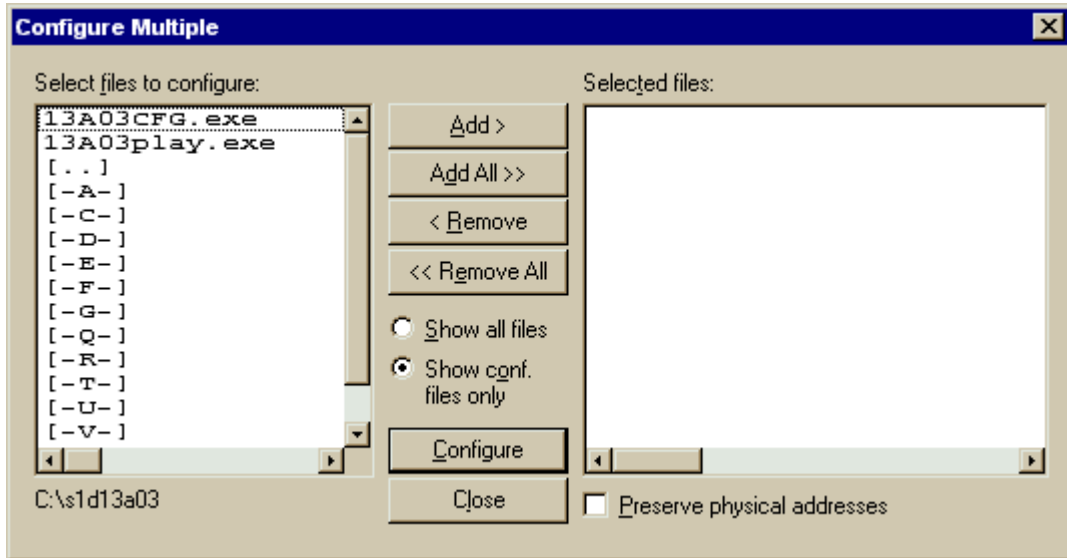 Configure Multiple
Select files to configure:
13A03CFG.exe
13A03play.exe
[..]
[-A-]
[-C-]
[-D-]
[-E-]
[-F-]
[-G-]
[-Q-]
[-R-]
[-T-]
[-U-]
[-V-]
C:\s1d13a03
Add >
Add All >>
< Remove
<< Remove All
Show all files
Show conf.
files only
Configure
Close
Selected files:
Preserve physical addresses